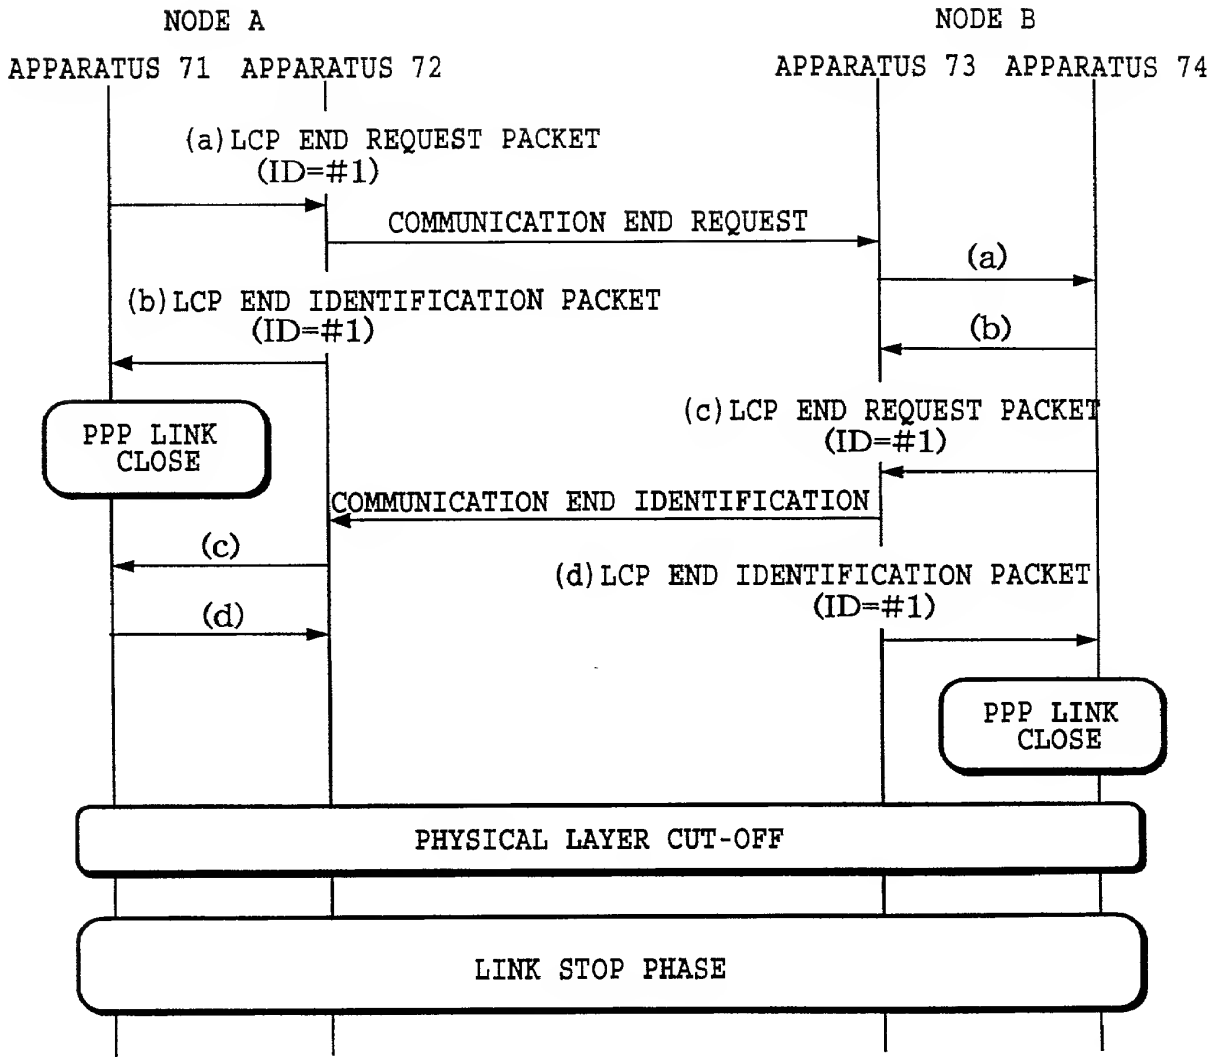 NODE A
NODE B
APPARATUS 71 APPARATUS 72
APPARATUS 73 APPARATUS 74
(a) LCP END REQUEST PACKET
(ID=#1)
COMMUNICATION END REQUEST
(a)
(b) LCP END IDENTIFICATION PACKET
(ID=#1)
(b)
(c) LCP END REQUEST PACKET
(ID=#1)
PPP LINK
CLOSE
COMMUNICATION END IDENTIFICATION
(c)
(d) LCP END IDENTIFICATION PACKET
(ID=#1)
(d)
PPP LINK
CLOSE
PHYSICAL LAYER CUT-OFF
LINK STOP PHASE